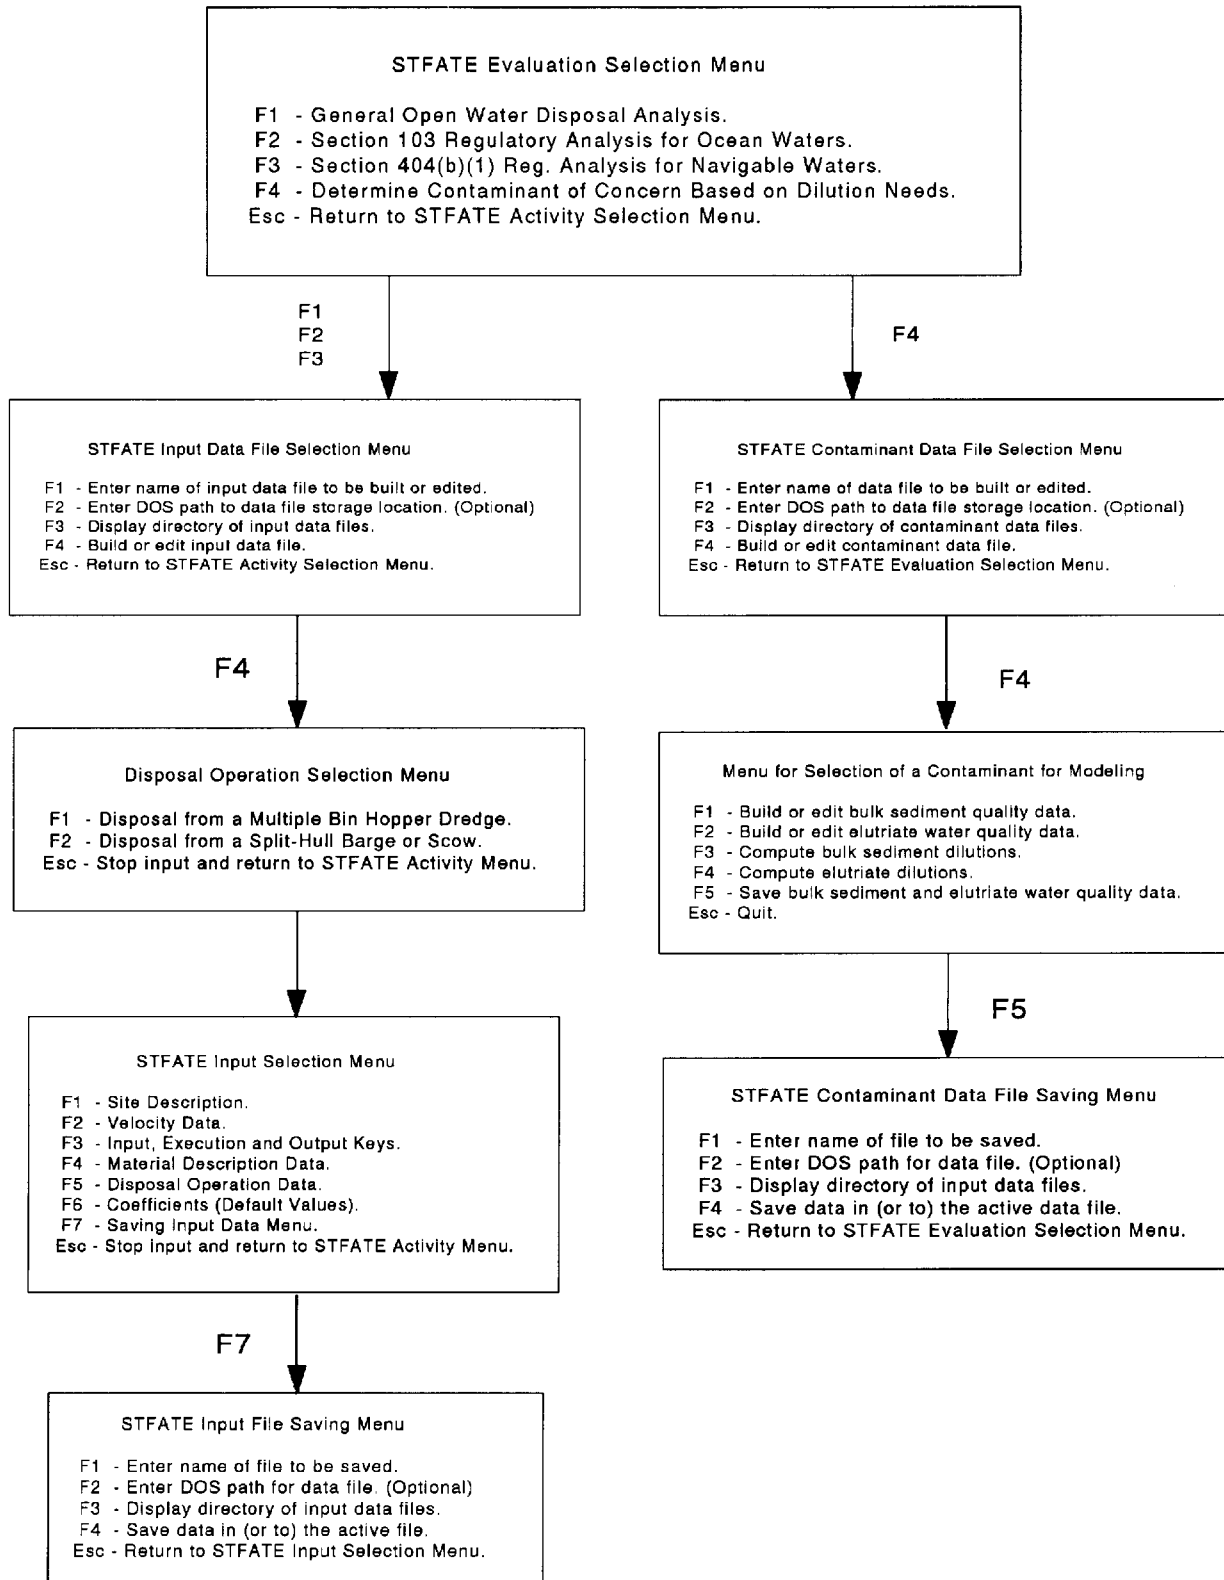 STFATE Evaluation Selection Menu
F1 - General Open Water Disposal Analysis.
F2 - Section 103 Regulatory Analysis for Ocean Waters.
F3 - Section 404(b)(1) Reg. Analysis for Navigable Waters.
F4 - Determine Contaminant of Concern Based on Dilution Needs.
Esc - Return to STFATE Activity Selection Menu.
F1
F2
F3
F4
STFATE Input Data File Selection Menu
F1 - Enter name of input data file to be built or edited.
F2 - Enter DOS path to data file storage location. (Optional)
F3 - Display directory of input data files.
F4 - Build or edit input data file.
Esc - Return to STFATE Activity Selection Menu.
STFATE Contaminant Data File Selection Menu
F1 - Enter name of data file to be built or edited.
F2 - Enter DOS path to data file storage location. (Optional)
F3 - Display directory of contaminant data files.
F4 - Build or edit contaminant data file.
Esc - Return to STFATE Evaluation Selection Menu.
F4
F4
Disposal Operation Selection Menu
F1 - Disposal from a Multiple Bin Hopper Dredge.
F2 - Disposal from a Split-Hull Barge or Scow.
Esc - Stop input and return to STFATE Activity Menu.
Menu for Selection of a Contaminant for Modeling
F1 - Build or edit bulk sediment quality data.
F2 - Build or edit elutriate water quality data.
F3 - Compute bulk sediment dilutions.
F4 - Compute elutriate dilutions.
F5 - Save bulk sediment and elutriate water quality data.
Esc - Quit.
F5
STFATE Input Selection Menu
F1 - Site Description.
F2 - Velocity Data.
F3 - Input, Execution and Output Keys.
F4 - Material Description Data.
F5 - Disposal Operation Data.
F6 - Coefficients (Default Values).
F7 - Saving Input Data Menu.
Esc - Stop input and return to STFATE Activity Menu.
STFATE Contaminant Data File Saving Menu
F1 - Enter name of file to be saved.
F2 - Enter DOS path for data file. (Optional)
F3 - Display directory of input data files.
F4 - Save data in (or to) the active data file.
Esc - Return to STFATE Evaluation Selection Menu.
F7
STFATE Input File Saving Menu
F1 - Enter name of file to be saved.
F2 - Enter DOS path for data file. (Optional)
F3 - Display directory of input data files.
F4 - Save data in (or to) the active file.
Esc - Return to STFATE Input Selection Menu.